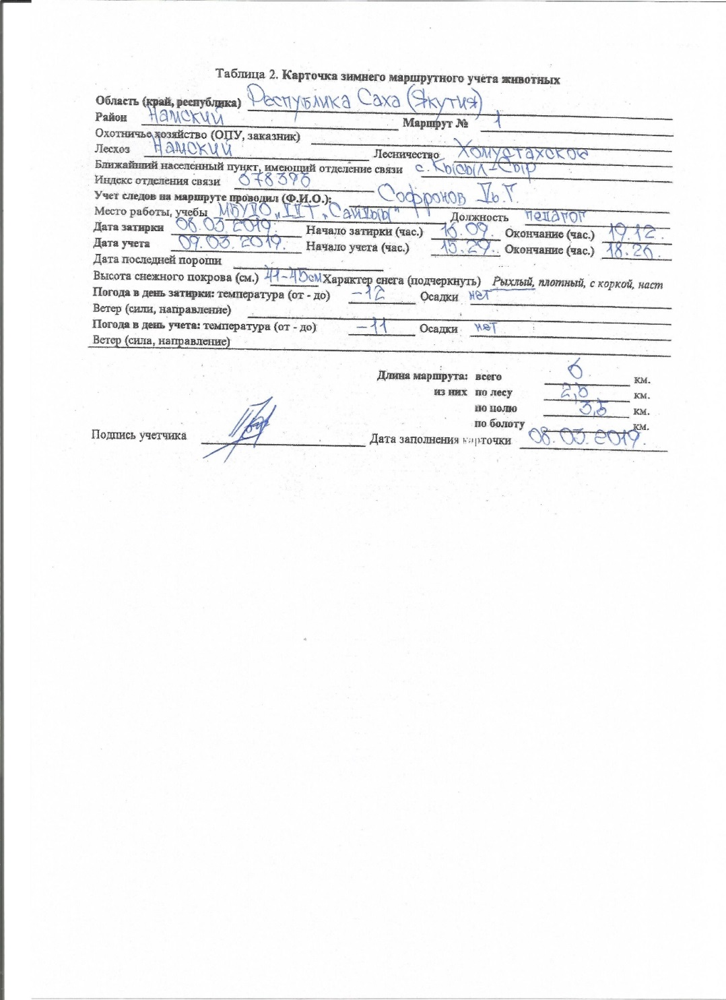 Таблица 2. Карточка зимнего маршрутного учета животных
Область (край, республика) Республика Саха (Якутия)
Район Намский Маршрут № 1
Охотничье хозяйство (ОПУ, заказник)
Лесхоз Намский Лесничество Хомустахское
Ближайший населенный пункт, имеющий отделение связи с. Кысыл-Сыр
Индекс отделения связи 678395
Учет следов на маршруте проводил (Ф.И.О.): Софронов
Место работы, учебы МБУДО "Сайдыы" Должность педагог
Дата затирки 08.03.2019. Начало затирки (час.) 16.09. Окончание (час.) 19.12.
Дата учета 09.03.2019. Начало учета (час.) 15.29. Окончание (час.) 18.26.
Дата последней пороши
Высота снежного покрова (см.) 41-45см Характер снега (подчеркнуть) Рыхлый, плотный, с коркой, наст
Погода в день затирки: температура (от - до) -12 Осадки нет
Ветер (сили, направление)
Погода в день учета: температура (от - до) -11 Осадки нет
Ветер (сила, направление)
Длина маршрута: всего 6 км.
из них по лесу 2,5 км.
по полю 3,5 км.
по болоту км.
Подпись учетчика Дата заполнения карточки 08.03.2019.